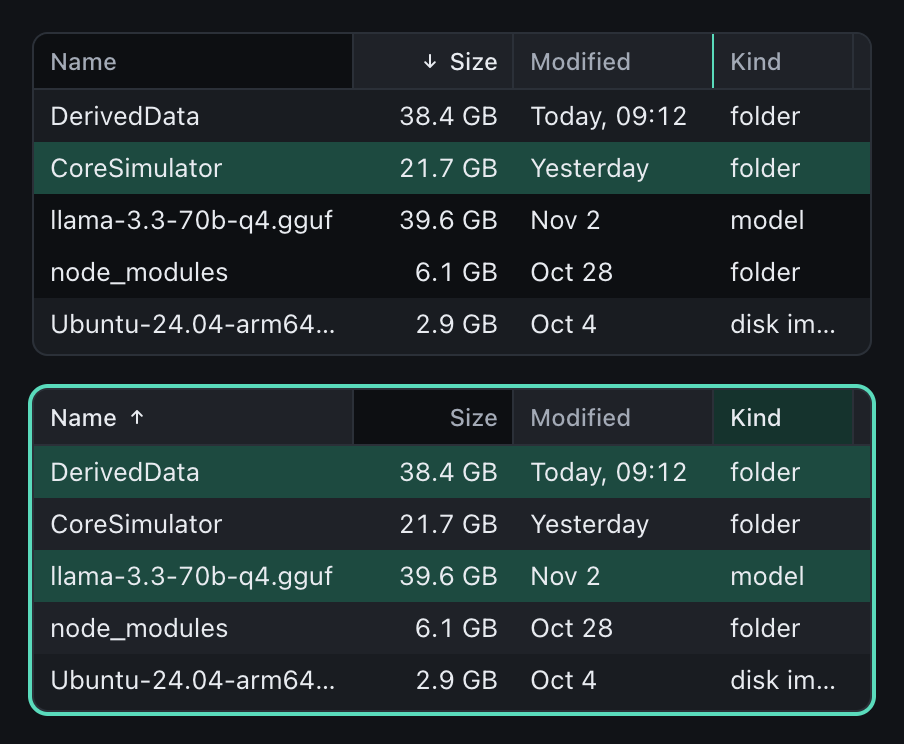 Name ↓ Size Modified Kind
DerivedData 38.4 GB Today, 09:12 folder
CoreSimulator 21.7 GB Yesterday folder
llama-3.3-70b-q4.gguf 39.6 GB Nov 2 model
node_modules 6.1 GB Oct 28 folder
Ubuntu-24.04-arm64... 2.9 GB Oct 4 disk im...
Name ↑ Size Modified Kind
DerivedData 38.4 GB Today, 09:12 folder
CoreSimulator 21.7 GB Yesterday folder
llama-3.3-70b-q4.gguf 39.6 GB Nov 2 model
node_modules 6.1 GB Oct 28 folder
Ubuntu-24.04-arm64... 2.9 GB Oct 4 disk im...